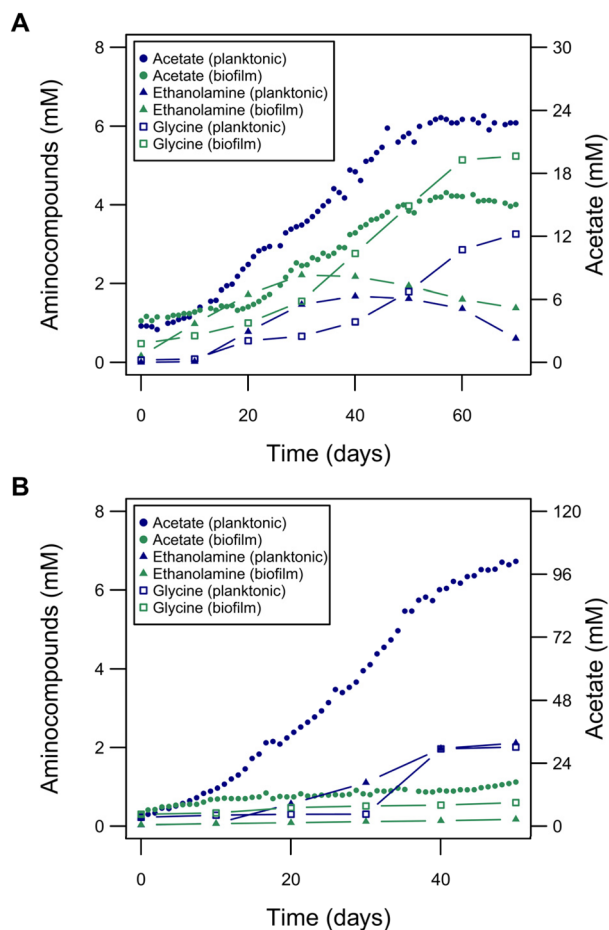 A
Acetate (planktonic)
Acetate (biofilm)
Ethanolamine (planktonic)
Ethanolamine (biofilm)
Glycine (planktonic)
Glycine (biofilm)
Aminocompounds (mM)
8
6
4
2
0
30
24
18
12
6
0
Acetate (mM)
0 20 40 60
Time (days)
B
Acetate (planktonic)
Acetate (biofilm)
Ethanolamine (planktonic)
Ethanolamine (biofilm)
Glycine (planktonic)
Glycine (biofilm)
Aminocompounds (mM)
8
6
4
2
0
120
96
72
48
24
0
Acetate (mM)
0 20 40
Time (days)